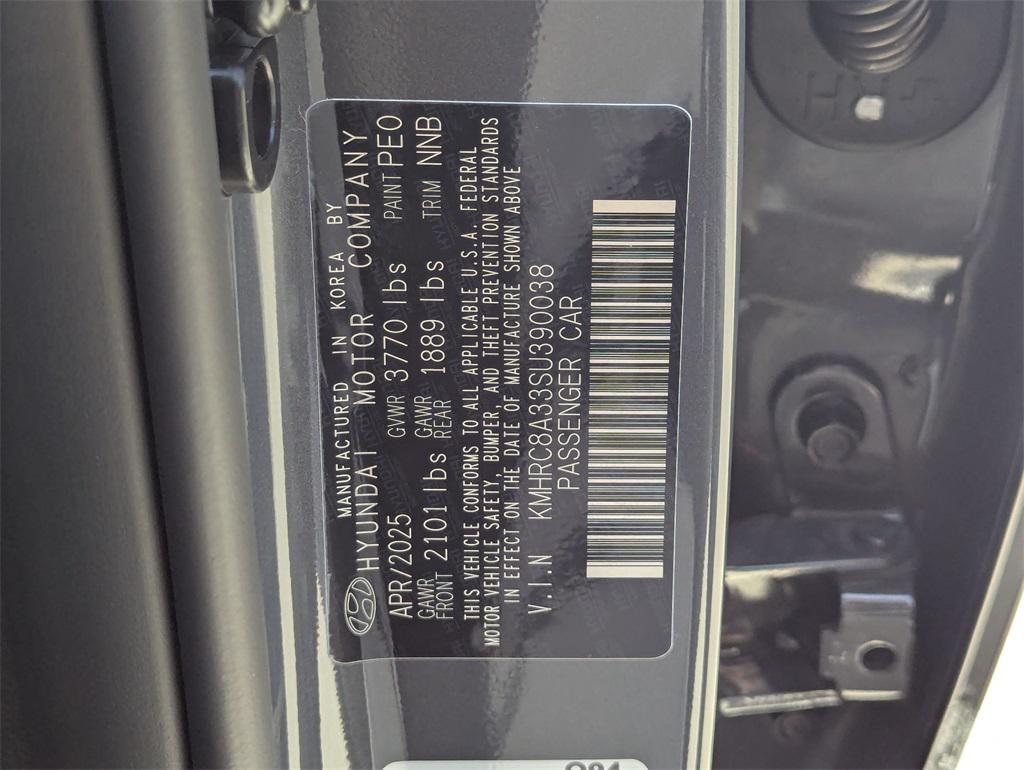 MANUFACTURED IN KOREA BY
HYUNDAI MOTOR COMPANY
APR/2025 GVWR 3770 lbs PAINT PEO
GAWR FRONT 2101 lbs GAWR REAR 1889 lbs TRIM NNB
THIS VEHICLE CONFORMS TO ALL APPLICABLE U.S.A. FEDERAL
MOTOR VEHICLE SAFETY, BUMPER, AND THEFT PREVENTION STANDARDS
IN EFFECT ON THE DATE OF MANUFACTURE SHOWN ABOVE
V.I.N KMHRC8A33SU390038
PASSENGER CAR